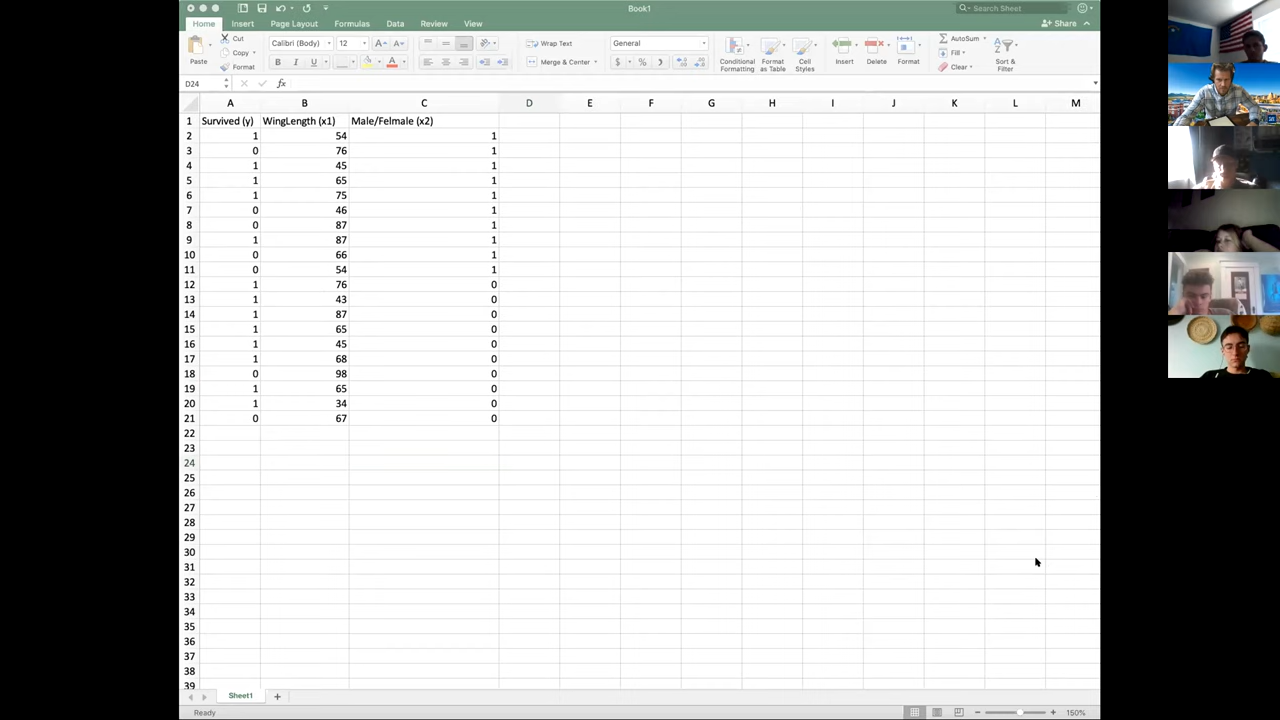 Book1
Search Sheet
Home Insert Page Layout Formulas Data Review View Share
Cut
Copy
Format
Paste
Calibri (Body) 12 A A
B I U A
Wrap Text
Merge & Center
General
$ % )
Conditional Formatting
Format as Table
Cell Styles
Insert Delete Format
AutoSum
Fill
Clear
Sort & Filter
D24 fx
A B C D E F G H I J K L M
1 Survived (y) WingLength (x1) Male/Felmale (x2)
2 1 54 1
3 0 76 1
4 1 45 1
5 1 65 1
6 1 75 1
7 0 46 1
8 0 87 1
9 1 87 1
10 0 66 1
11 0 54 1
12 1 76 0
13 1 43 0
14 1 87 0
15 1 65 0
16 1 45 0
17 1 68 0
18 0 98 0
19 1 65 0
20 1 34 0
21 0 67 0
22
23
24
25
26
27
28
29
30
31
32
33
34
35
36
37
38
39
Sheet1 +
Ready 150%